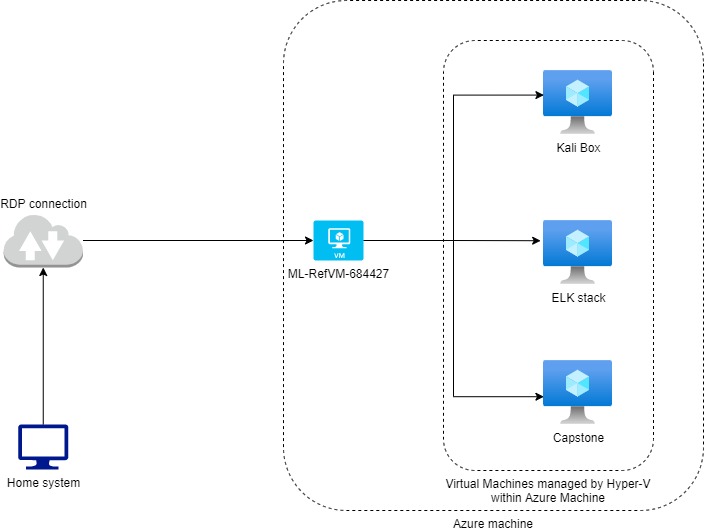 Kali Box
RDP connection
VM
ML-RefVM-684427
ELK stack
Capstone
Home system
Virtual Machines managed by Hyper-V
within Azure Machine
Azure machine